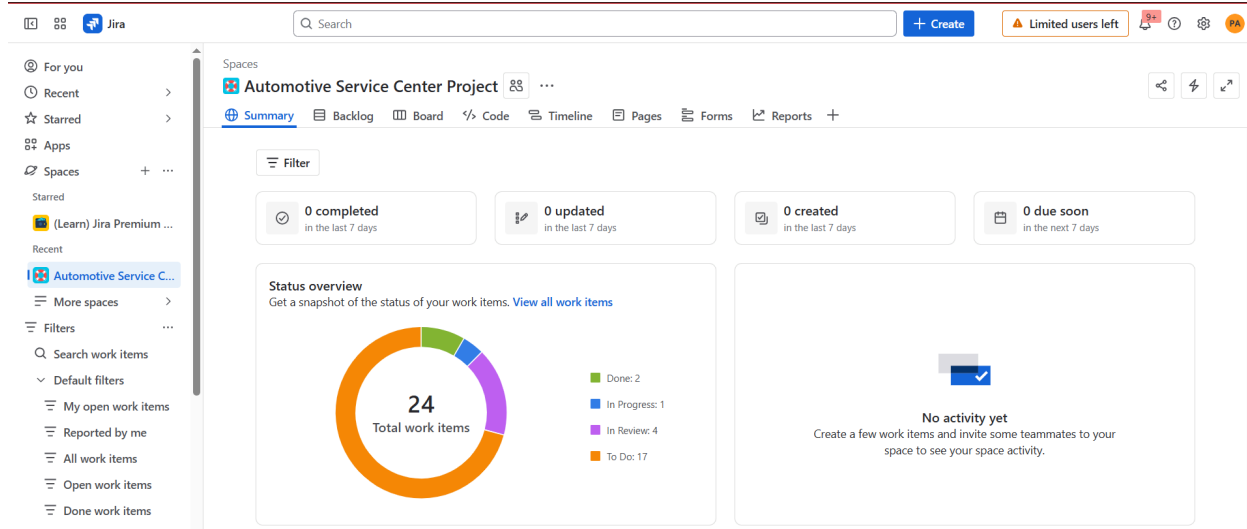 Jira
Search
+ Create
Limited users left
9+
PA
For you
Recent
Starred
Apps
Spaces
Starred
(Learn) Jira Premium ...
Recent
Automotive Service C...
More spaces
Filters
Search work items
Default filters
My open work items
Reported by me
All work items
Open work items
Done work items
Spaces
Automotive Service Center Project
Summary Backlog Board Code Timeline Pages Forms Reports
Filter
0 completed
in the last 7 days
0 updated
in the last 7 days
0 created
in the last 7 days
0 due soon
in the next 7 days
Status overview
Get a snapshot of the status of your work items. View all work items
24
Total work items
Done: 2
In Progress: 1
In Review: 4
To Do: 17
No activity yet
Create a few work items and invite some teammates to your
space to see your space activity.